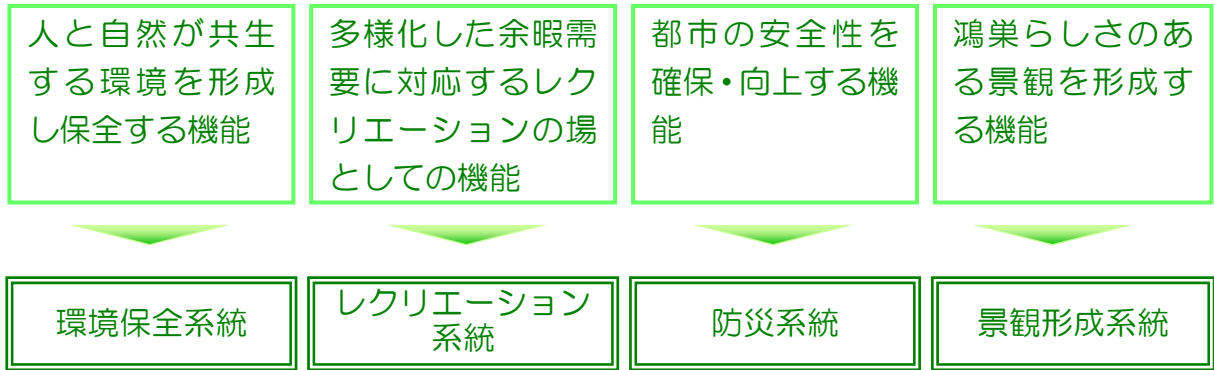 人と自然が共生
する環境を形成
し保全する機能
多様化した余暇需
要に対応するレク
リエーションの場
としての機能
都市の安全性を
確保・向上する機
能
鴻巣らしさのあ
る景観を形成す
る機能
環境保全系統
レクリエーション
系統
防災系統
景観形成系統